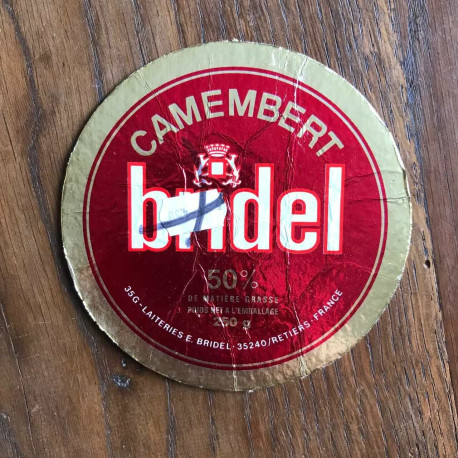 CAMEMBERT
bridel
50%
DE MATIÈRE GRASSE
POIDS NET A L'EMBALLAGE
250 g
35G - LAITERIES E. BRIDEL - 35240/RETIERS - FRANCE